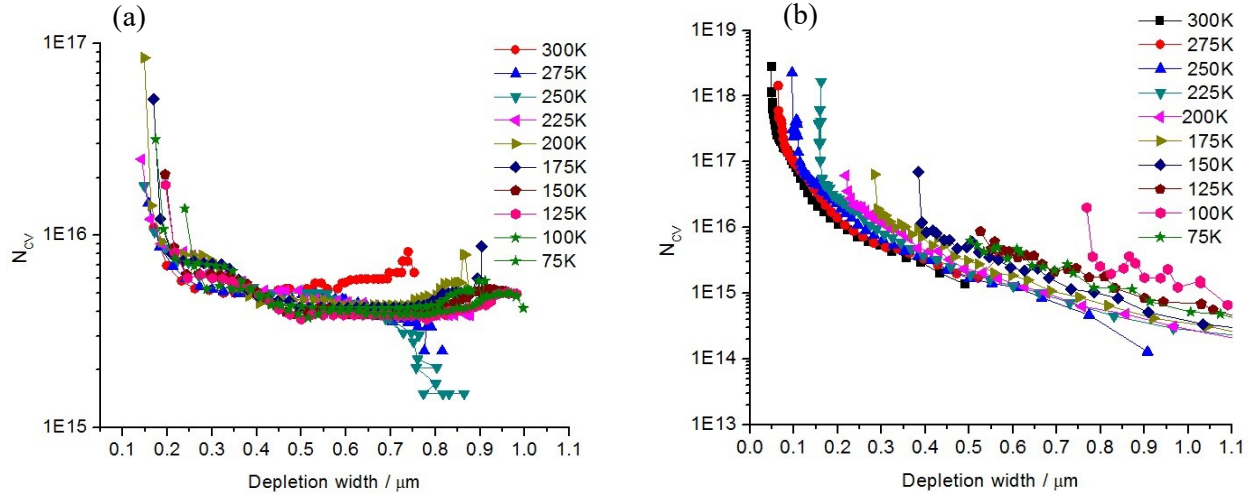 (a)
1E17
1E16
1E15
N_CV
0.1 0.2 0.3 0.4 0.5 0.6 0.7 0.8 0.9 1.0 1.1
Depletion width / μm
300K
275K
250K
225K
200K
175K
150K
125K
100K
75K
(b)
1E19
1E18
1E17
1E16
1E15
1E14
1E13
N_CV
0.0 0.1 0.2 0.3 0.4 0.5 0.6 0.7 0.8 0.9 1.0 1.1
Depletion width / μm
300K
275K
250K
225K
200K
175K
150K
125K
100K
75K